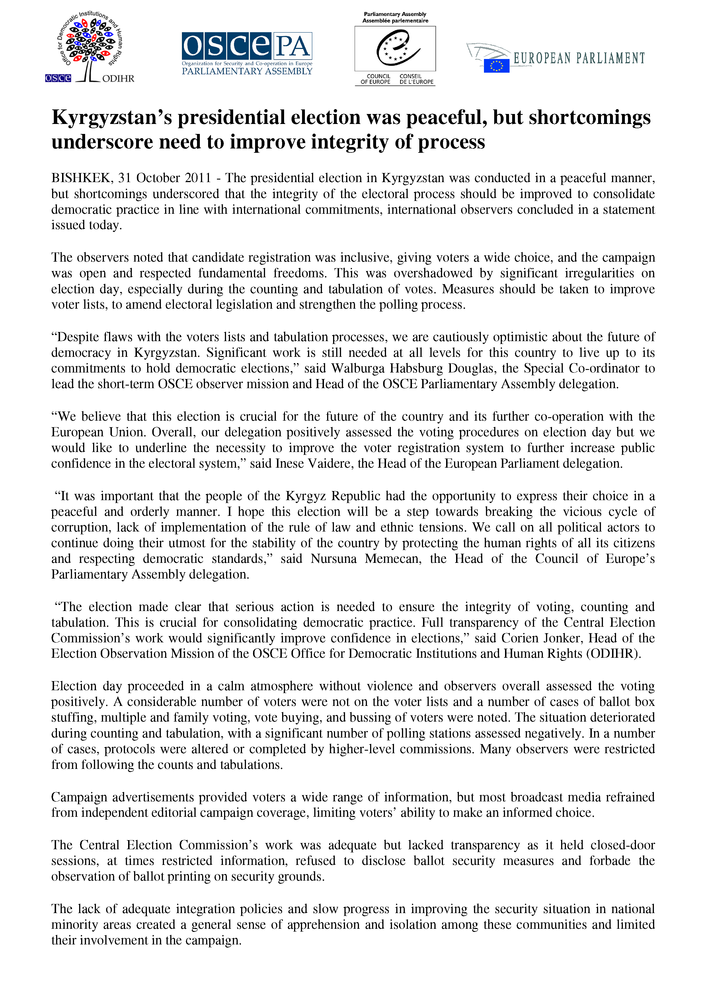 Office for Democratic Institutions and Human Rights
OSCE ODIHR
OSCE PA
Organization for Security and Co-operation in Europe
PARLIAMENTARY ASSEMBLY
Parliamentary Assembly
Assemblée parlementaire
COUNCIL CONSEIL
OF EUROPE DE L'EUROPE
EUROPEAN PARLIAMENT
Kyrgyzstan’s presidential election was peaceful, but shortcomings
underscore need to improve integrity of process
BISHKEK, 31 October 2011 - The presidential election in Kyrgyzstan was conducted in a peaceful manner,
but shortcomings underscored that the integrity of the electoral process should be improved to consolidate
democratic practice in line with international commitments, international observers concluded in a statement
issued today.
The observers noted that candidate registration was inclusive, giving voters a wide choice, and the campaign
was open and respected fundamental freedoms. This was overshadowed by significant irregularities on
election day, especially during the counting and tabulation of votes. Measures should be taken to improve
voter lists, to amend electoral legislation and strengthen the polling process.
“Despite flaws with the voters lists and tabulation processes, we are cautiously optimistic about the future of
democracy in Kyrgyzstan. Significant work is still needed at all levels for this country to live up to its
commitments to hold democratic elections,” said Walburga Habsburg Douglas, the Special Co-ordinator to
lead the short-term OSCE observer mission and Head of the OSCE Parliamentary Assembly delegation.
“We believe that this election is crucial for the future of the country and its further co-operation with the
European Union. Overall, our delegation positively assessed the voting procedures on election day but we
would like to underline the necessity to improve the voter registration system to further increase public
confidence in the electoral system,” said Inese Vaidere, the Head of the European Parliament delegation.
“It was important that the people of the Kyrgyz Republic had the opportunity to express their choice in a
peaceful and orderly manner. I hope this election will be a step towards breaking the vicious cycle of
corruption, lack of implementation of the rule of law and ethnic tensions. We call on all political actors to
continue doing their utmost for the stability of the country by protecting the human rights of all its citizens
and respecting democratic standards,” said Nursuna Memecan, the Head of the Council of Europe’s
Parliamentary Assembly delegation.
“The election made clear that serious action is needed to ensure the integrity of voting, counting and
tabulation. This is crucial for consolidating democratic practice. Full transparency of the Central Election
Commission’s work would significantly improve confidence in elections,” said Corien Jonker, Head of the
Election Observation Mission of the OSCE Office for Democratic Institutions and Human Rights (ODIHR).
Election day proceeded in a calm atmosphere without violence and observers overall assessed the voting
positively. A considerable number of voters were not on the voter lists and a number of cases of ballot box
stuffing, multiple and family voting, vote buying, and bussing of voters were noted. The situation deteriorated
during counting and tabulation, with a significant number of polling stations assessed negatively. In a number
of cases, protocols were altered or completed by higher-level commissions. Many observers were restricted
from following the counts and tabulations.
Campaign advertisements provided voters a wide range of information, but most broadcast media refrained
from independent editorial campaign coverage, limiting voters’ ability to make an informed choice.
The Central Election Commission’s work was adequate but lacked transparency as it held closed-door
sessions, at times restricted information, refused to disclose ballot security measures and forbade the
observation of ballot printing on security grounds.
The lack of adequate integration policies and slow progress in improving the security situation in national
minority areas created a general sense of apprehension and isolation among these communities and limited
their involvement in the campaign.